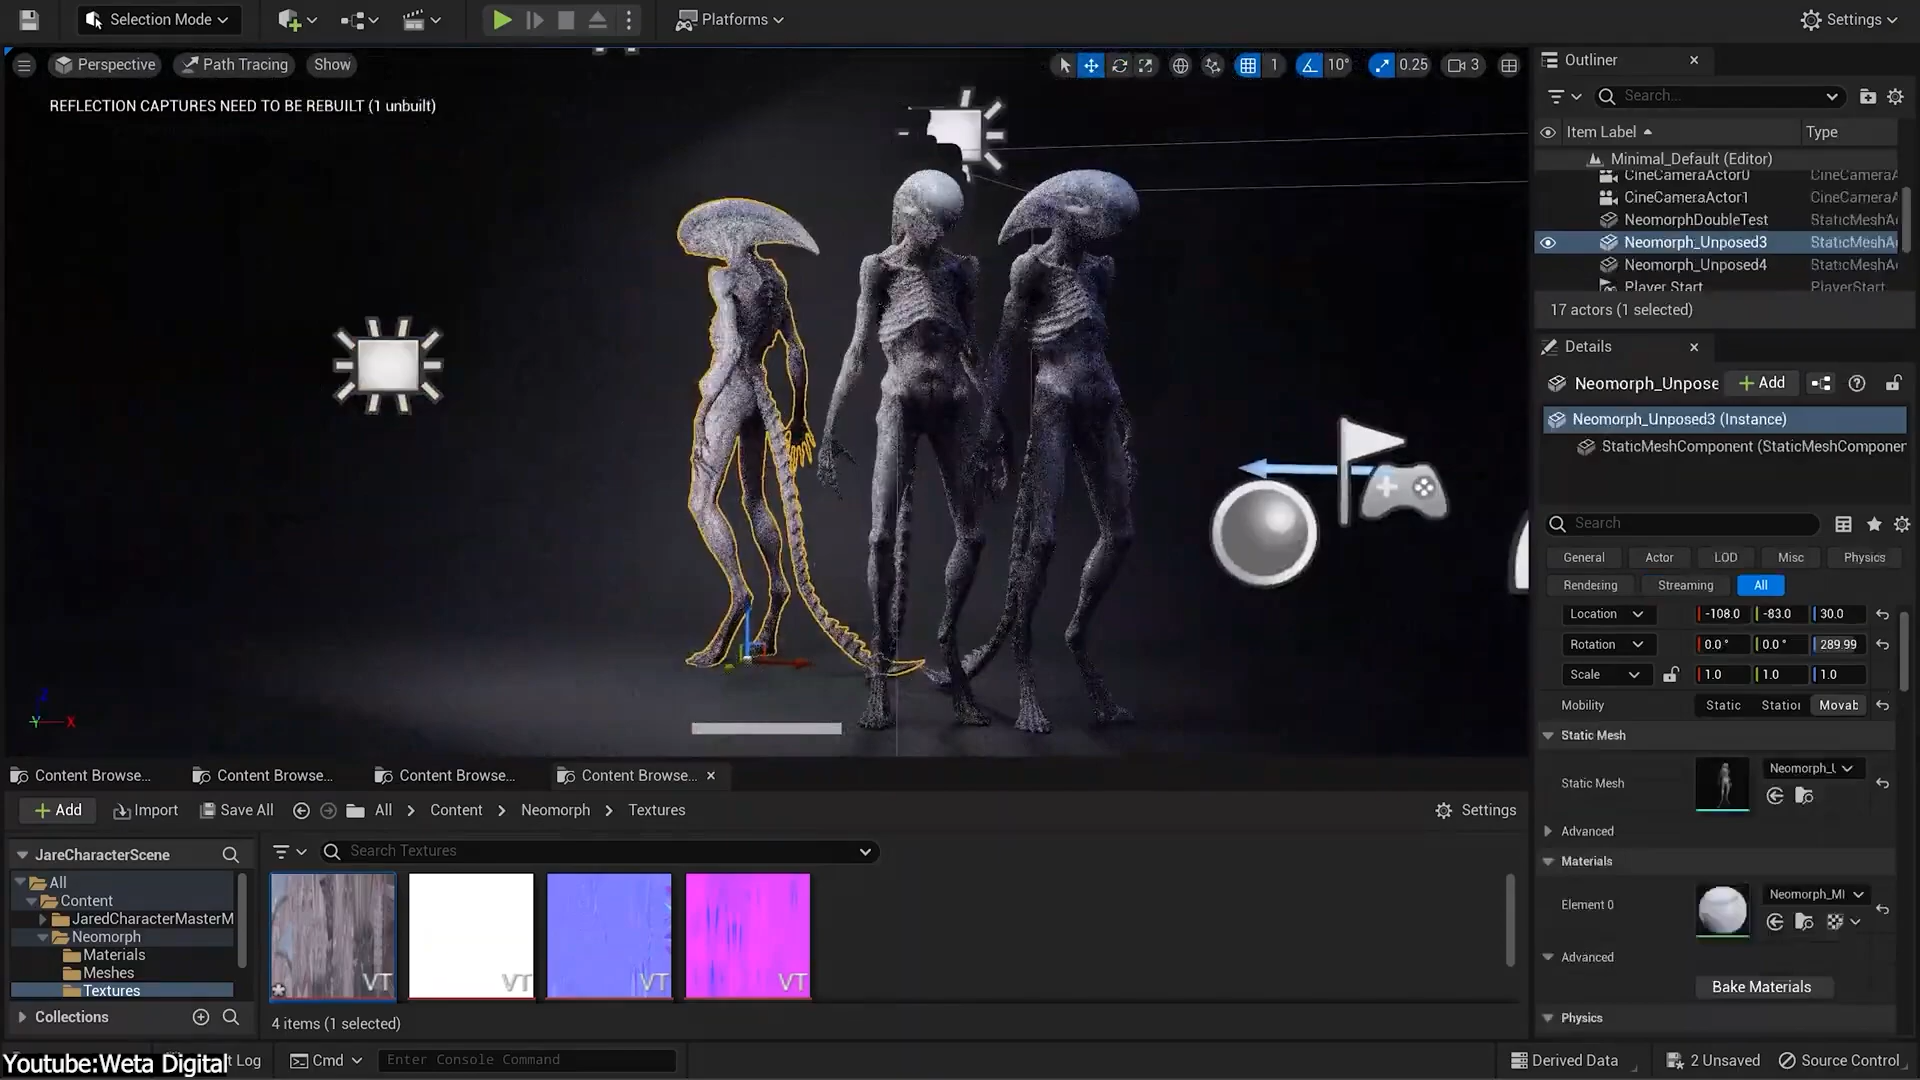 Selection Mode
Platforms
Settings
Perspective
Path Tracing
Show
1
10°
0.25
3
REFLECTION CAPTURES NEED TO BE REBUILT (1 unbuilt)
Outliner
Search...
Item Label
Type
Minimal_Default (Editor)
CineCameraActor0
CineCameraA
CineCameraActor1
CineCameraA
NeomorphDoubleTest
StaticMeshA
Neomorph_Unposed3
StaticMeshA
Neomorph_Unposed4
StaticMeshA
Player Start
PlayerStart
17 actors (1 selected)
Details
Neomorph_Unpose
Add
Neomorph_Unposed3 (Instance)
StaticMeshComponent (StaticMeshComponer
Search
General
Actor
LOD
Misc
Physics
Rendering
Streaming
All
Location
-108.0
-83.0
30.0
Rotation
0.0°
0.0°
289.99
Scale
1.0
1.0
1.0
Mobility
Static
Station
Movab
Static Mesh
Static Mesh
Neomorph_U
Advanced
Materials
Element 0
Neomorph_MI
Advanced
Bake Materials
Physics
Y
X
Content Browse...
Content Browse...
Content Browse...
Content Browse...
Add
Import
Save All
All
Content
Neomorph
Textures
Settings
JareCharacterScene
Search Textures
All
Content
JaredCharacterMasterM
Neomorph
Materials
Meshes
Textures
Collections
VT
VT
VT
VT
4 items (1 selected)
Youtube:Weta Digital
t Log
Cmd
Enter Console Command
Derived Data
2 Unsaved
Source Control